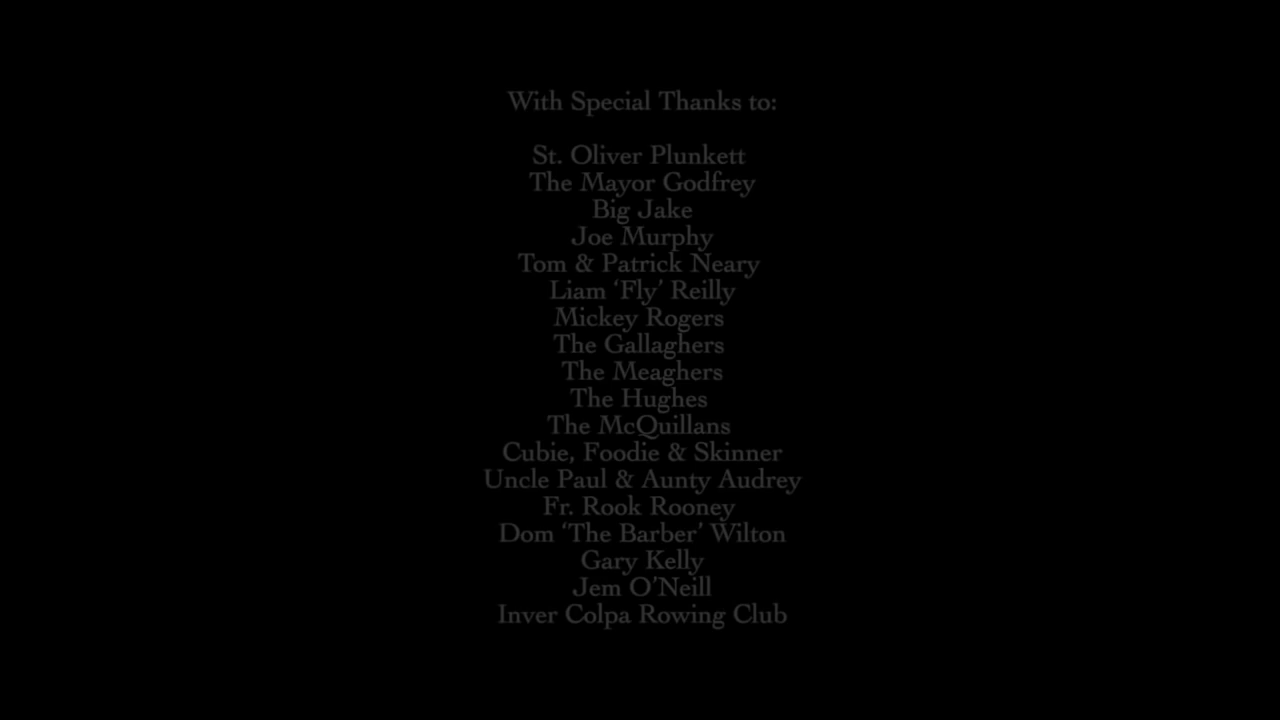 With Special Thanks to:
St. Oliver Plunkett
The Mayor Godfrey
Big Jake
Joe Murphy
Tom & Patrick Neary
Liam ‘Fly’ Reilly
Mickey Rogers
The Gallaghers
The Meaghers
The Hughes
The McQuillans
Cubie, Foodie & Skinner
Uncle Paul & Aunty Audrey
Fr. Rook Rooney
Dom ‘The Barber’ Wilton
Gary Kelly
Jem O’Neill
Inver Colpa Rowing Club